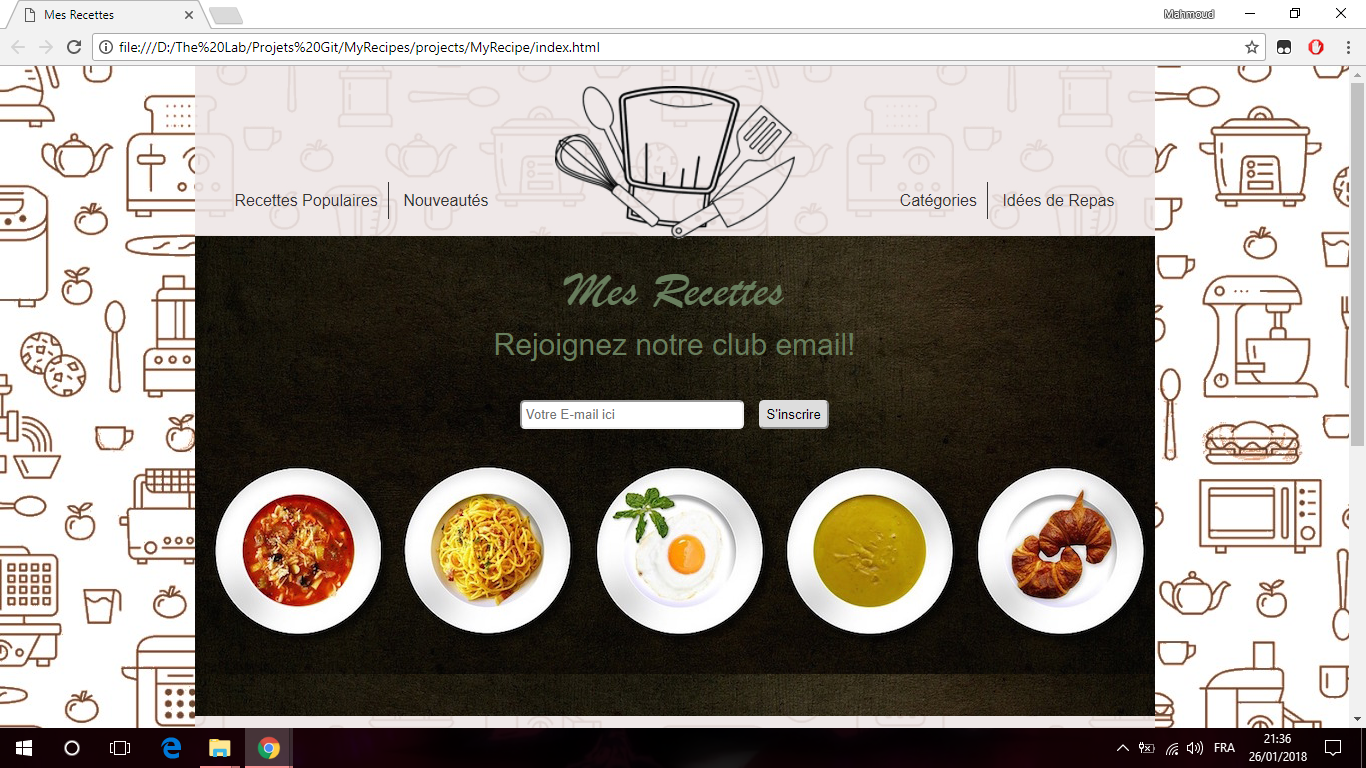 Mes Recettes
Mahmoud
file:///D:/The%20Lab/Projets%20Git/MyRecipes/projects/MyRecipe/index.html
Recettes Populaires
Nouveautés
Catégories
Idées de Repas
Mes Recettes
Rejoignez notre club email!
Votre E-mail ici
S'inscrire
FRA
21:36
26/01/2018